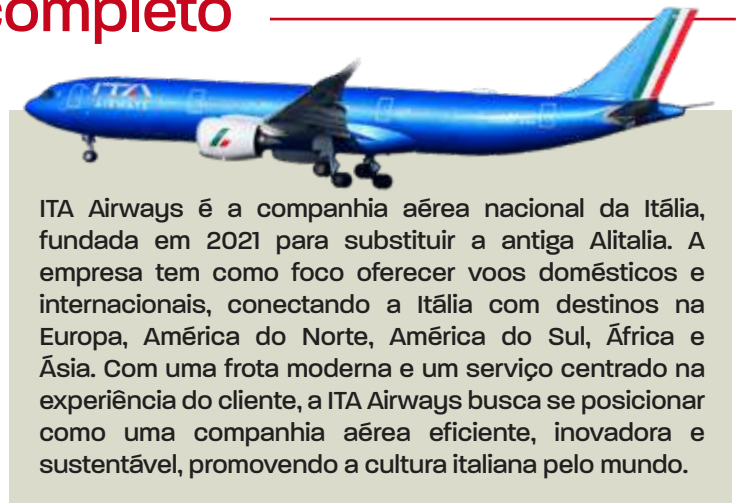 completo
ITA
AIRWAYS
ITA Airways é a companhia aérea nacional da Itália,
fundada em 2021 para substituir a antiga Alitalia. A
empresa tem como foco oferecer voos domésticos e
internacionais, conectando a Itália com destinos na
Europa, América do Norte, América do Sul, África e
Ásia. Com uma frota moderna e um serviço centrado na
experiência do cliente, a ITA Airways busca se posicionar
como uma companhia aérea eficiente, inovadora e
sustentável, promovendo a cultura italiana pelo mundo.